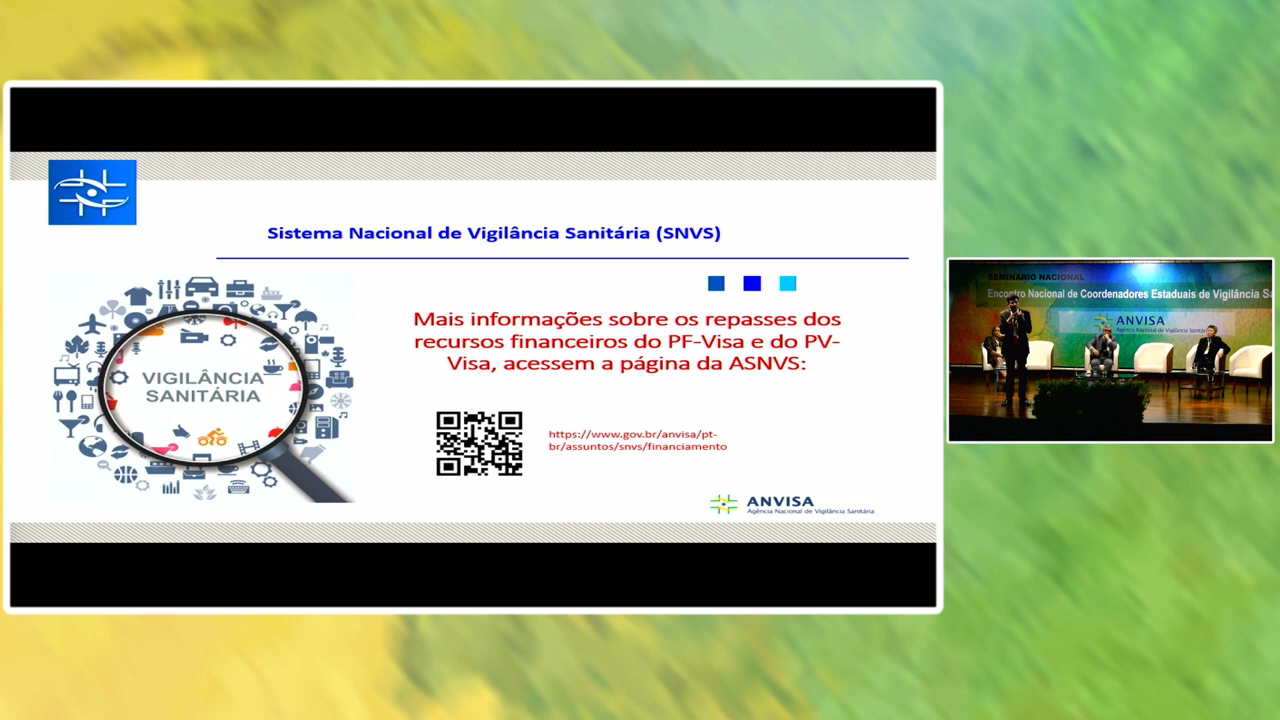 Sistema Nacional de Vigilância Sanitária (SNVS)
VIGILÂNCIA
SANITÁRIA
Mais informações sobre os repasses dos
recursos financeiros do PF-Visa e do PV-
Visa, acessem a página da ASNVS:
https://www.gov.br/anvisa/pt-
br/assuntos/snvs/financiamento
ANVISA
Agência Nacional de Vigilância Sanitária
SEMINÁRIO NACIONAL
Encontro Nacional de Coordenadores Estaduais de Vigilância Sa
ANVISA
Agência Nacional de Vigilância Sanitária